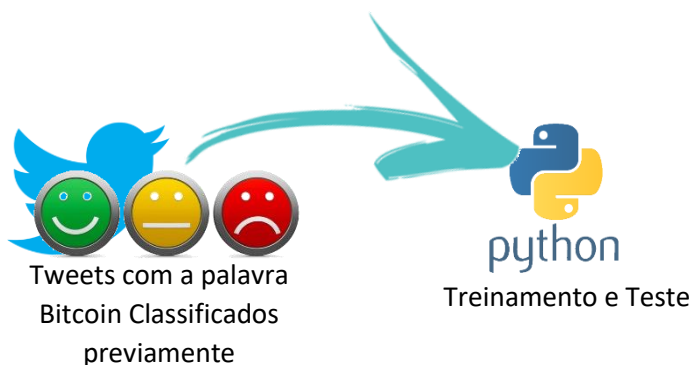 Tweets com a palavra
Bitcoin Classificados
previamente
python
Treinamento e Teste